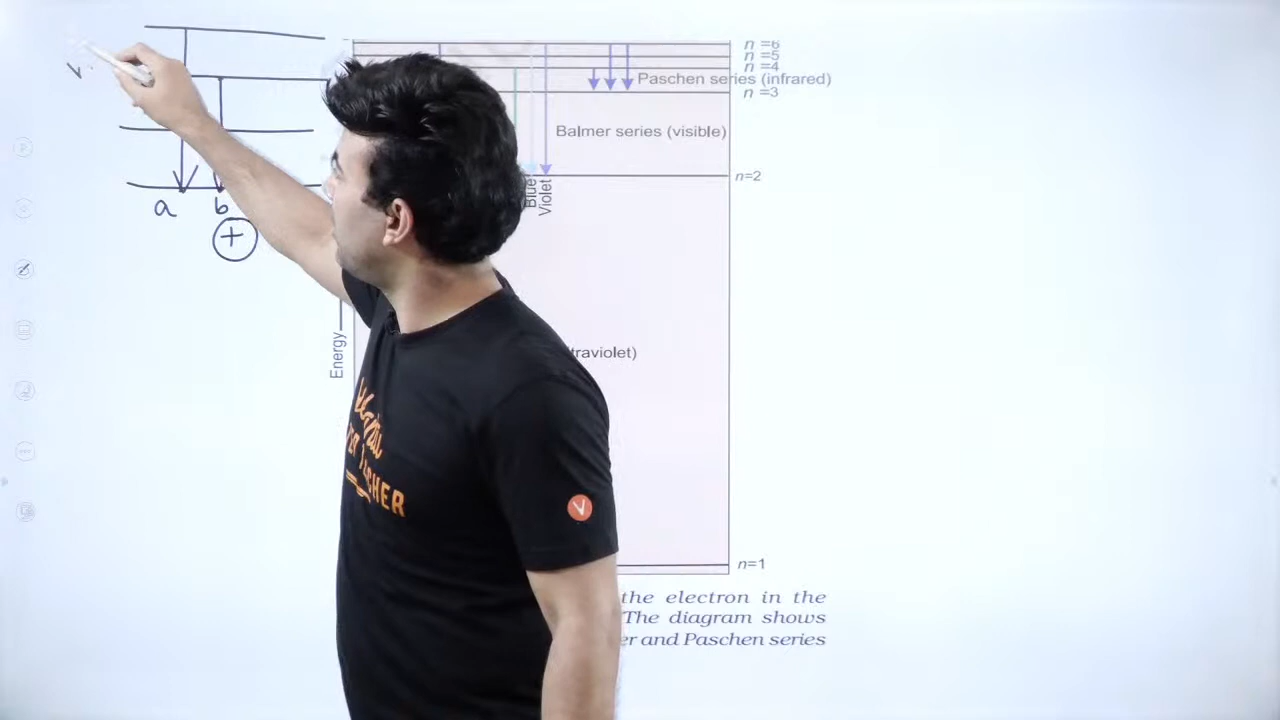 n =6
n =5
n =4
Paschen series (infrared)
n =3
Balmer series (visible)
n=2
Blue
Violet
a b
+
Energy
traviolet)
TEACHER
V
n=1
the electron in the
The diagram shows
er and Paschen series